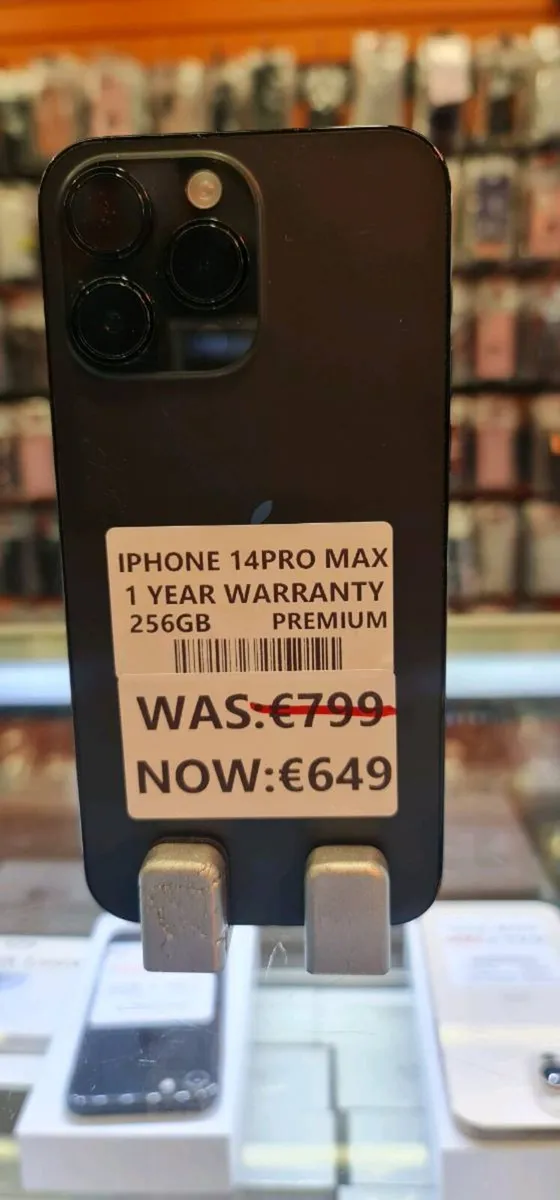 IPHONE 14PRO MAX
1 YEAR WARRANTY
256GB PREMIUM
WAS:€799
NOW:€649